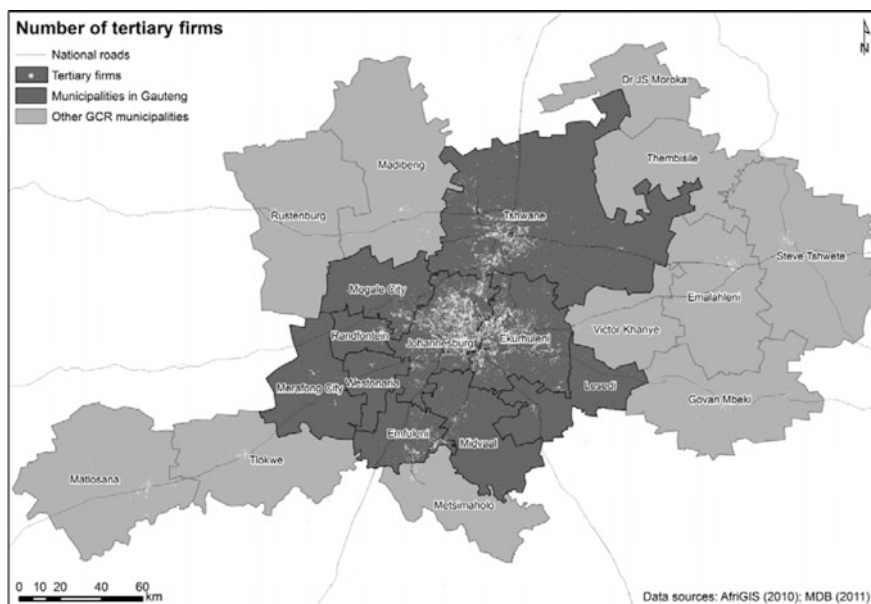 Number of tertiary firms
National roads
Tertiary firms
Municipalities in Gauteng
Other GCR municipalities
N
Dr JS Moroka
Thembisile
Madibeng
Rustenburg
Tshwane
Steve Tshwete
Mogale City
Emalahleni
Victor Khanye
Randfontein
Johannesburg
Ekurhuleni
Merafong City
Westonaria
Lesedi
Govan Mbeki
Emfuleni
Midvaal
Tlokwe
Matlosana
Metsimaholo
0 10 20 40 60
km
Data sources: AfriGIS (2010); MDB (2011)